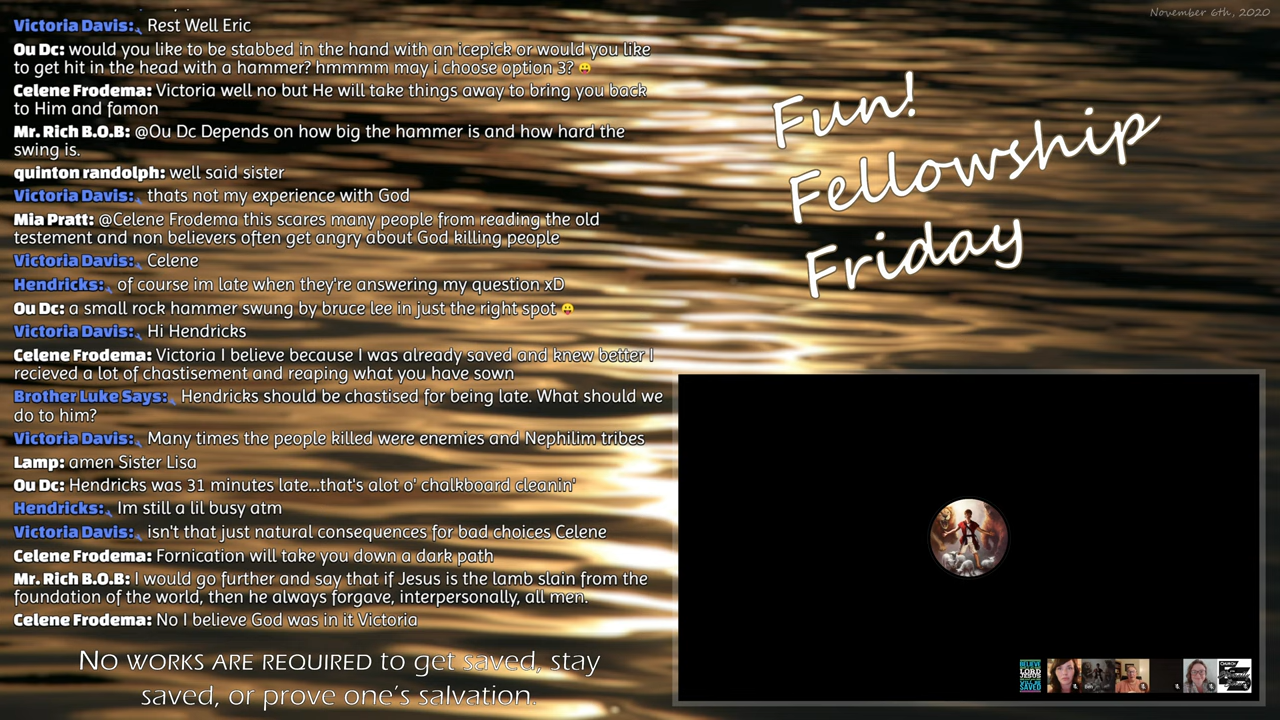 November 6th, 2020
Victoria Davis: Rest Well Eric
Ou Dc: would you like to be stabbed in the hand with an icepick or would you like
to get hit in the head with a hammer? hmmmm may i choose option 3? 😛
Celene Frodema: Victoria well no but He will take things away to bring you back
to Him and famon
Mr. Rich B.O.B: @Ou Dc Depends on how big the hammer is and how hard the
swing is.
quinton randolph: well said sister
Victoria Davis: thats not my experience with God
Mia Pratt: @Celene Frodema this scares many people from reading the old
testement and non believers often get angry about God killing people
Victoria Davis: Celene
Hendricks: of course im late when they're answering my question xD
Ou Dc: a small rock hammer swung by bruce lee in just the right spot 😛
Victoria Davis: Hi Hendricks
Celene Frodema: Victoria I believe because I was already saved and knew better I
recieved a lot of chastisement and reaping what you have sown
Brother Luke Says: Hendricks should be chastised for being late. What should we
do to him?
Victoria Davis: Many times the people killed were enemies and Nephilim tribes
Lamp: amen Sister Lisa
Ou Dc: Hendricks was 31 minutes late...that's alot o' chalkboard cleanin'
Hendricks: Im still a lil busy atm
Victoria Davis: isn't that just natural consequences for bad choices Celene
Celene Frodema: Fornication will take you down a dark path
Mr. Rich B.O.B: I would go further and say that if Jesus is the lamb slain from the
foundation of the world, then he always forgave, interpersonally, all men.
Celene Frodema: No I believe God was in it Victoria
No works are required to get saved, stay
saved, or prove one's salvation.
Fun!
Fellowship
Friday
BELIEVE
LORD
JESUS
SAVED
CHURCH